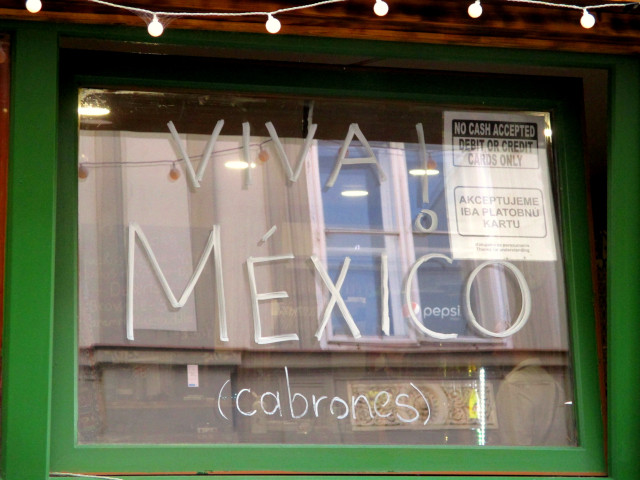 VIVA!
MÉXICO
(cabrones)
NO CASH ACCEPTED
DEBIT OR CREDIT
CARDS ONLY
AKCEPTUJEME
IBA PLATOBNÚ
KARTU
pepsi